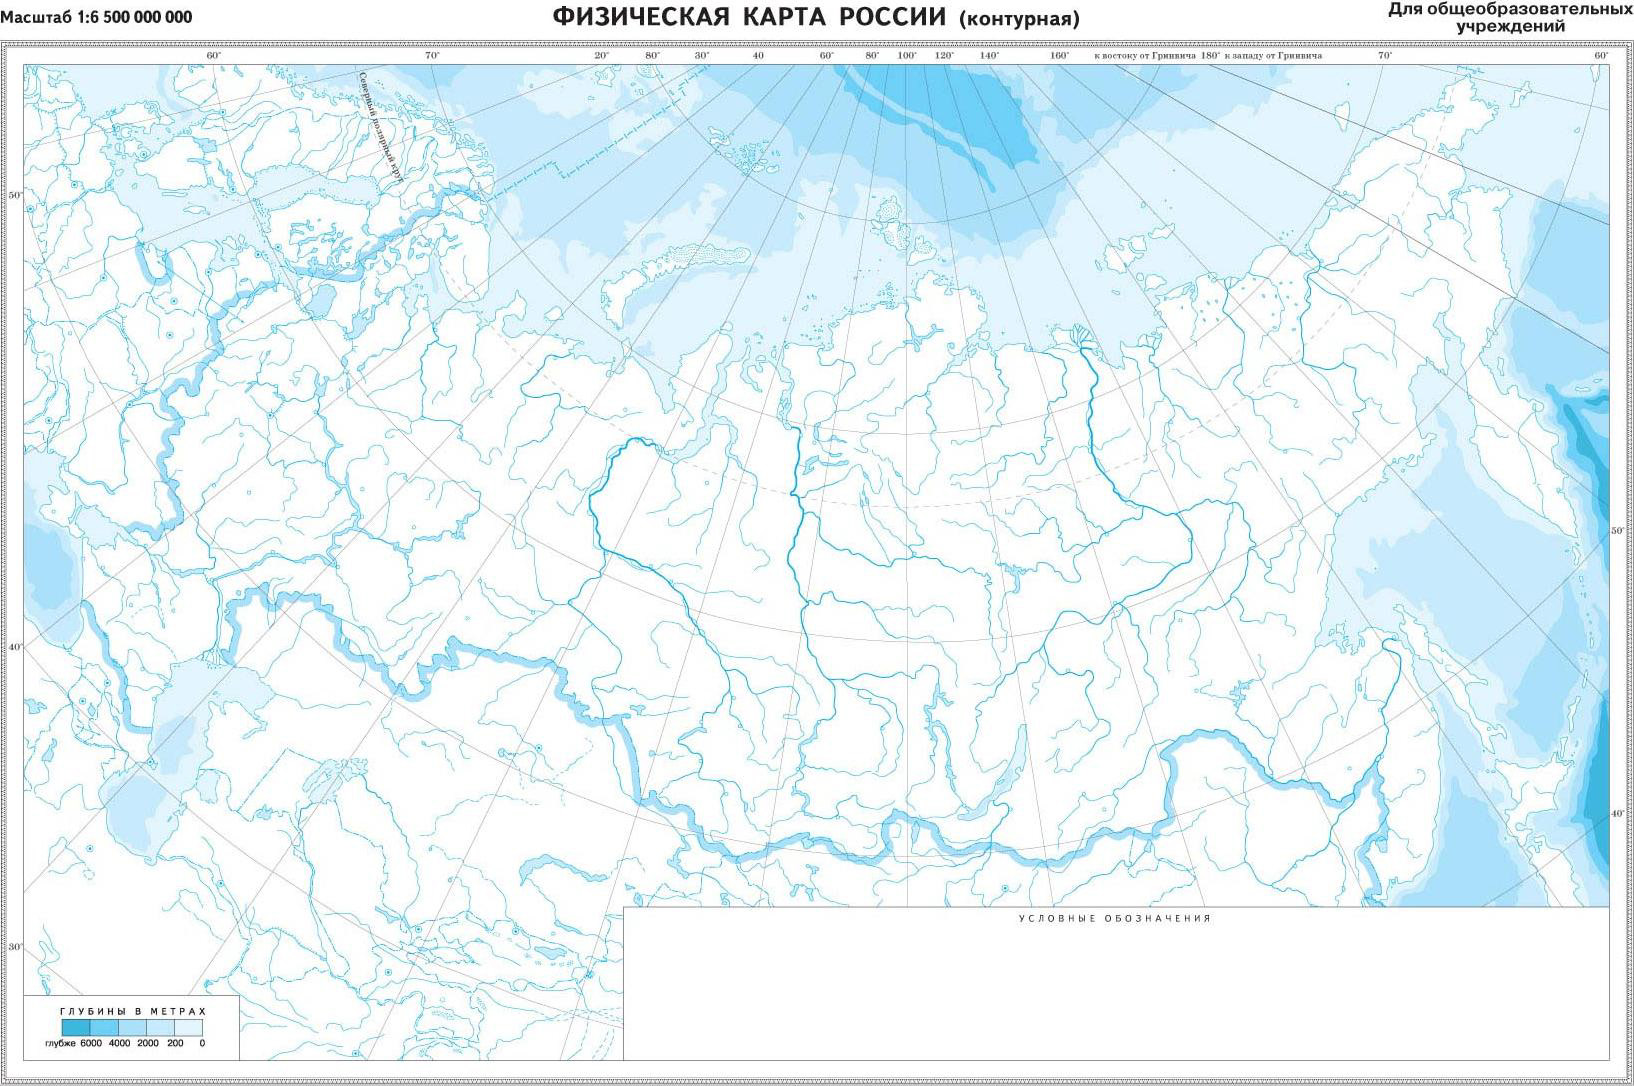 Масштаб 1:6 500 000 000
ФИЗИЧЕСКАЯ КАРТА РОССИИ (контурная)
Для общеобразовательных
учреждений
60° 70° 20° 80° 30° 40 60° 80° 100° 120° 140° 160° к востоку от Гринвича 180° к западу от Гринвича 70° 60°
Северный полярный круг
50°
50°
40°
40°
30°
УСЛОВНЫЕ ОБОЗНАЧЕНИЯ
ГЛУБИНЫ В МЕТРАХ
глубже 6000 4000 2000 200 0